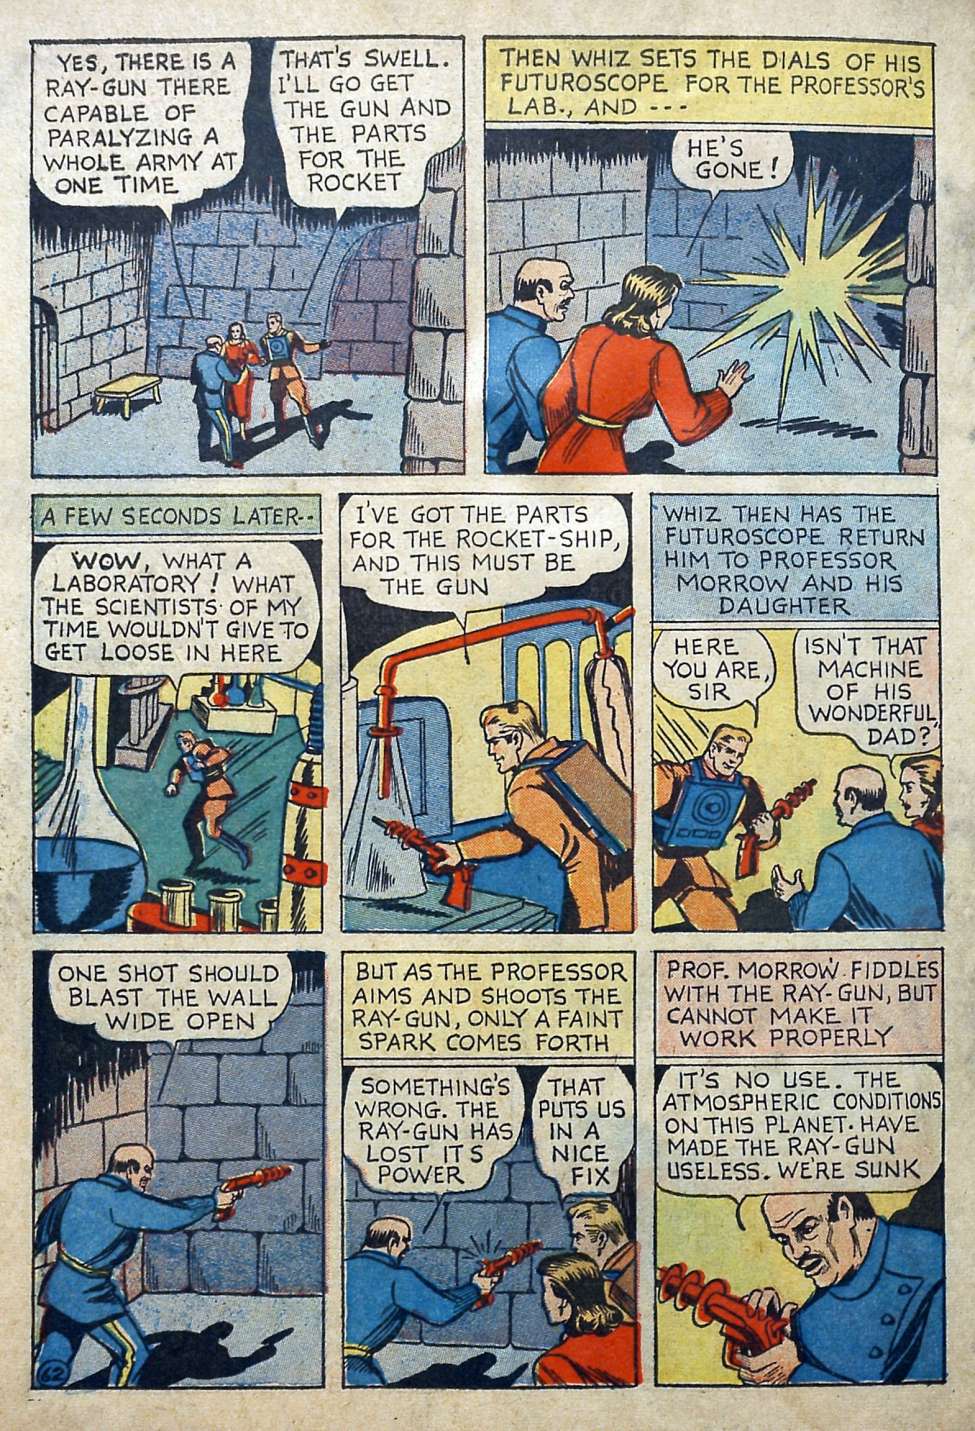 YES, THERE IS A
RAY-GUN THERE
CAPABLE OF
PARALYZING A
WHOLE ARMY AT
ONE TIME
THAT'S SWELL.
I'LL GO GET
THE GUN AND
THE PARTS
FOR THE
ROCKET
THEN WHIZ SETS THE DIALS OF HIS
FUTUROSCOPE FOR THE PROFESSOR'S
LAB., AND ---
HE'S
GONE!
A FEW SECONDS LATER--
WOW, WHAT A
LABORATORY! WHAT
THE SCIENTISTS OF MY
TIME WOULDN'T GIVE TO
GET LOOSE IN HERE
I'VE GOT THE PARTS
FOR THE ROCKET-SHIP,
AND THIS MUST BE
THE GUN
WHIZ THEN HAS THE
FUTUROSCOPE RETURN
HIM TO PROFESSOR
MORROW AND HIS
DAUGHTER
HERE
YOU ARE,
SIR
ISN'T THAT
MACHINE
OF HIS
WONDERFUL,
DAD?
ONE SHOT SHOULD
BLAST THE WALL
WIDE OPEN
62
BUT AS THE PROFESSOR
AIMS AND SHOOTS THE
RAY-GUN, ONLY A FAINT
SPARK COMES FORTH
SOMETHING'S
WRONG. THE
RAY-GUN HAS
LOST ITS
POWER
THAT
PUTS US
IN A
NICE
FIX
PROF. MORROW FIDDLES
WITH THE RAY-GUN, BUT
CANNOT MAKE IT
WORK PROPERLY
IT'S NO USE. THE
ATMOSPHERIC CONDITIONS
ON THIS PLANET HAVE
MADE THE RAY-GUN
USELESS. WE'RE SUNK